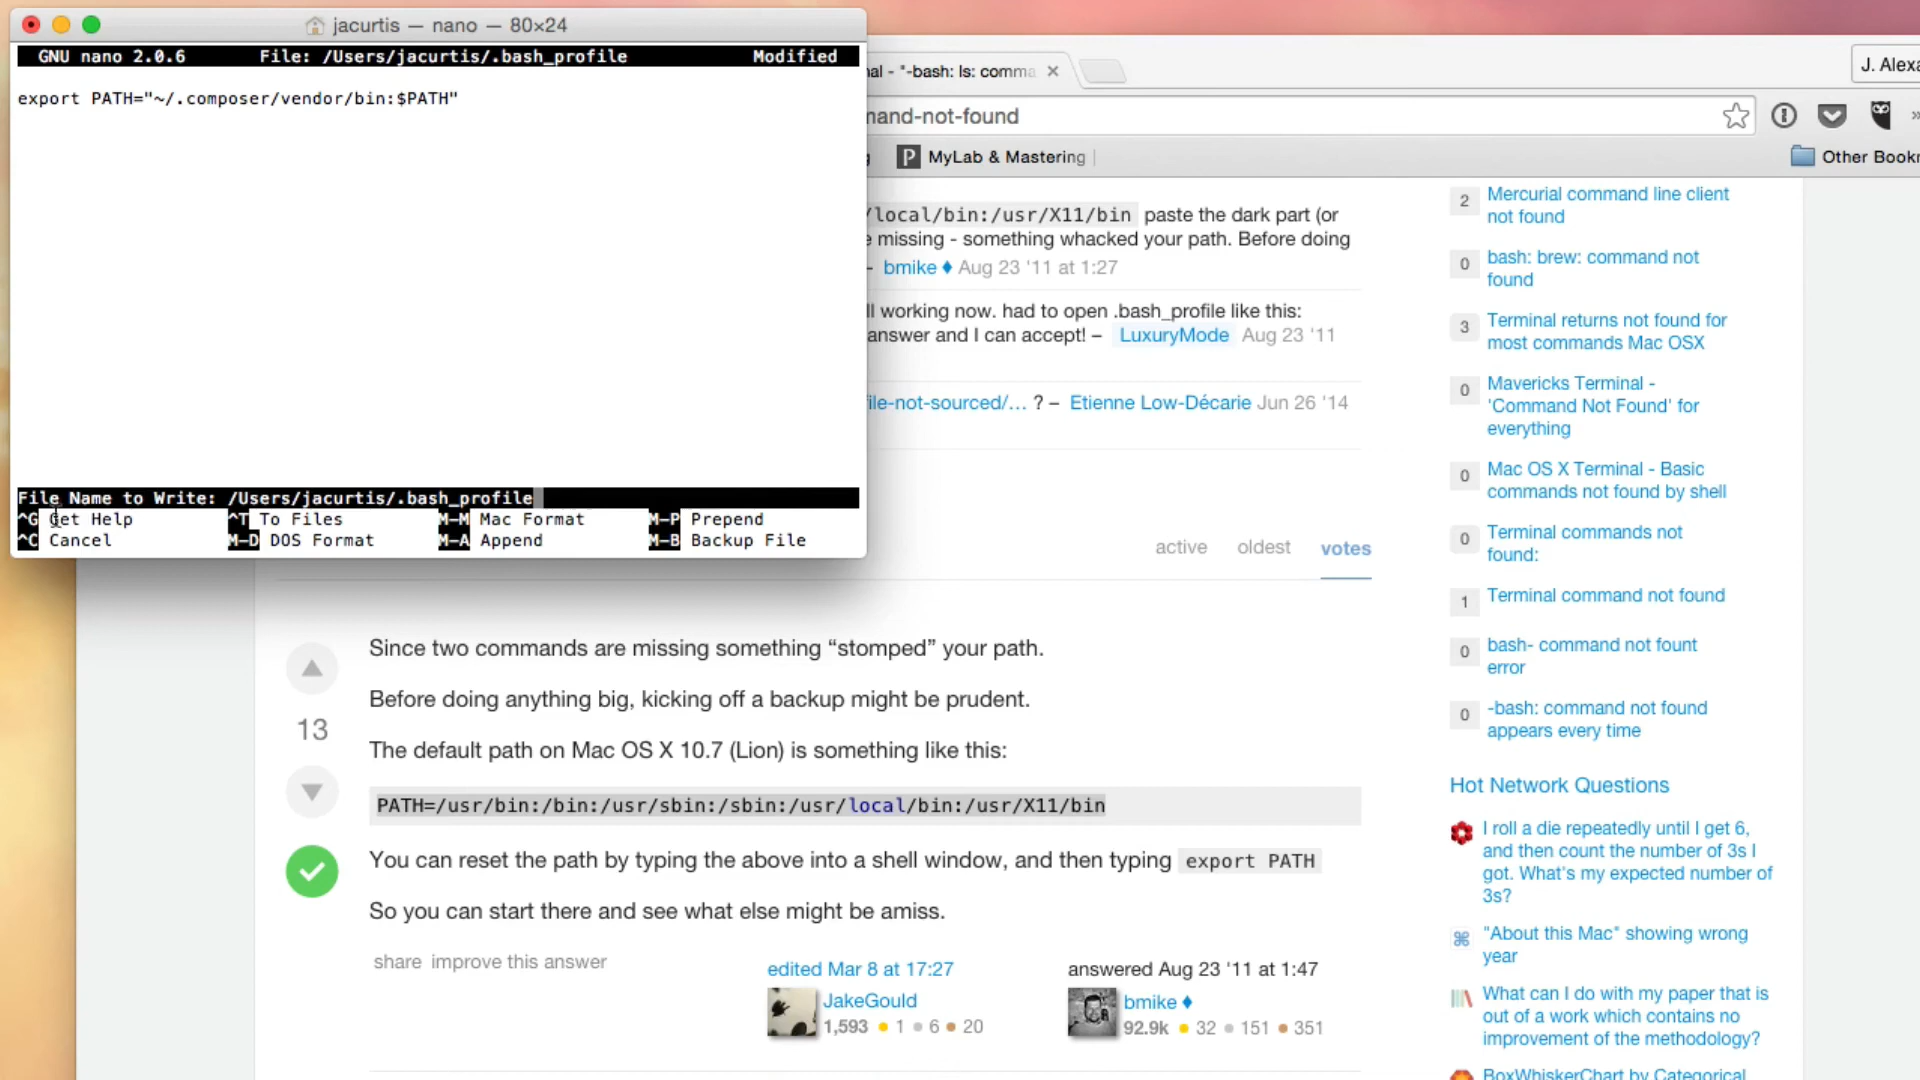 jacurtis — nano — 80×24
GNU nano 2.0.6 File: /Users/jacurtis/.bash_profile Modified
export PATH="~/.composer/vendor/bin:$PATH"
File Name to Write: /Users/jacurtis/.bash_profile
^G Get Help ^T To Files M-M Mac Format M-P Prepend
^C Cancel M-D DOS Format M-A Append M-B Backup File
nal - "-bash: ls: comma
J. Alexa
mand-not-found
MyLab & Mastering
Other Bookr
/local/bin:/usr/X11/bin paste the dark part (or
missing - something whacked your path. Before doing
– bmike ♦ Aug 23 '11 at 1:27
ll working now. had to open .bash_profile like this:
answer and I can accept! – LuxuryMode Aug 23 '11
ile-not-sourced/… ? – Etienne Low-Décarie Jun 26 '14
active oldest votes
Since two commands are missing something “stomped” your path.
Before doing anything big, kicking off a backup might be prudent.
13
The default path on Mac OS X 10.7 (Lion) is something like this:
PATH=/usr/bin:/bin:/usr/sbin:/sbin:/usr/local/bin:/usr/X11/bin
You can reset the path by typing the above into a shell window, and then typing export PATH
So you can start there and see what else might be amiss.
share improve this answer
edited Mar 8 at 17:27
JakeGould
1,593 1 6 20
answered Aug 23 '11 at 1:47
bmike ♦
92.9k 32 151 351
2 Mercurial command line client
not found
0 bash: brew: command not
found
3 Terminal returns not found for
most commands Mac OSX
0 Mavericks Terminal -
'Command Not Found' for
everything
0 Mac OS X Terminal - Basic
commands not found by shell
0 Terminal commands not
found:
1 Terminal command not found
0 bash- command not fount
error
0 -bash: command not found
appears every time
Hot Network Questions
I roll a die repeatedly until I get 6,
and then count the number of 3s I
got. What's my expected number of
3s?
"About this Mac" showing wrong
year
What can I do with my paper that is
out of a work which contains no
improvement of the methodology?
BoxWhiskerChart by Categorical